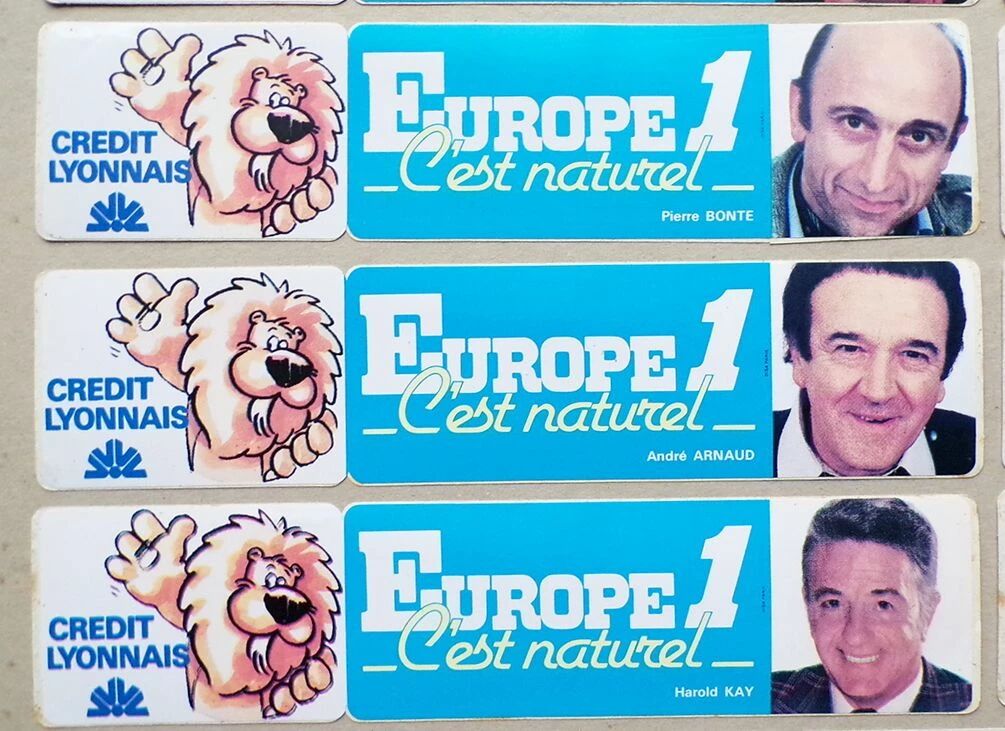 CREDIT
LYONNAIS
EUROPE 1
C'est naturel
Pierre BONTE
CREDIT
LYONNAIS
EUROPE 1
C'est naturel
André ARNAUD
CREDIT
LYONNAIS
EUROPE 1
C'est naturel
Harold KAY